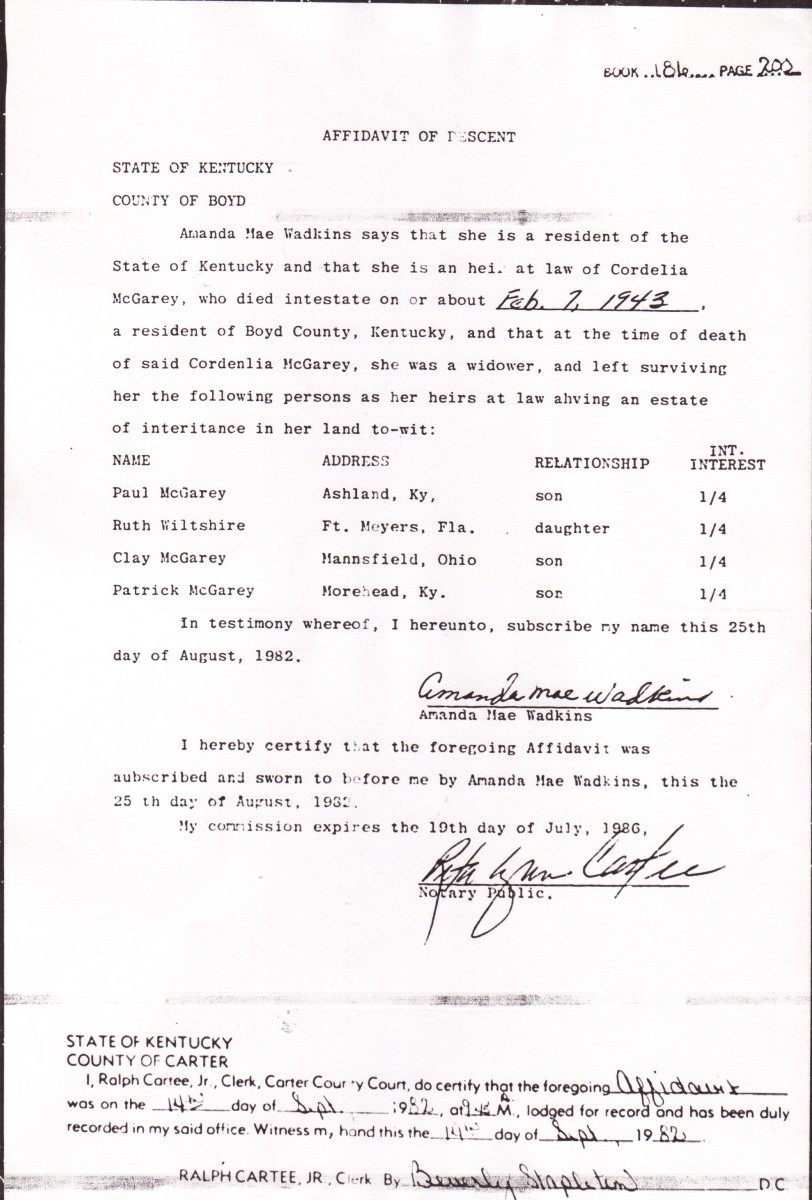 BOOK ..186.... PAGE 202
AFFIDAVIT OF DESCENT
STATE OF KENTUCKY
COUNTY OF BOYD
Amanda Mae Wadkins says that she is a resident of the
State of Kentucky and that she is an heir at law of Cordelia
McGarey, who died intestate on or about Feb. 7, 1943,
a resident of Boyd County, Kentucky, and that at the time of death
of said Cordenlia McGarey, she was a widower, and left surviving
her the following persons as her heirs at law ahving an estate
of interitance in her land to-wit:
NAME ADDRESS RELATIONSHIP INT. INTEREST
Paul McGarey Ashland, Ky, son 1/4
Ruth Wiltshire Ft. Meyers, Fla. daughter 1/4
Clay McGarey Mannsfield, Ohio son 1/4
Patrick McGarey Morehead, Ky. son 1/4
In testimony whereof, I hereunto, subscribe my name this 25th
day of August, 1982.
Amanda Mae Wadkins
Amanda Mae Wadkins
I hereby certify that the foregoing Affidavit was
aubscribed and sworn to before me by Amanda Mae Wadkins, this the
25 th day of August, 1982.
My commission expires the 19th day of July, 1986,
Rita Lynn Cartee
Notary Public.
STATE OF KENTUCKY
COUNTY OF CARTER
I, Ralph Cartee, Jr., Clerk, Carter County Court, do certify that the foregoing Affidavit
was on the 14th day of Sept. 1982, at 9:45 A.M., lodged for record and has been duly
recorded in my said office. Witness my hand this the 14th day of Sept, 1982.
RALPH CARTEE, JR., Clerk By Beverly Stapleton D.C.